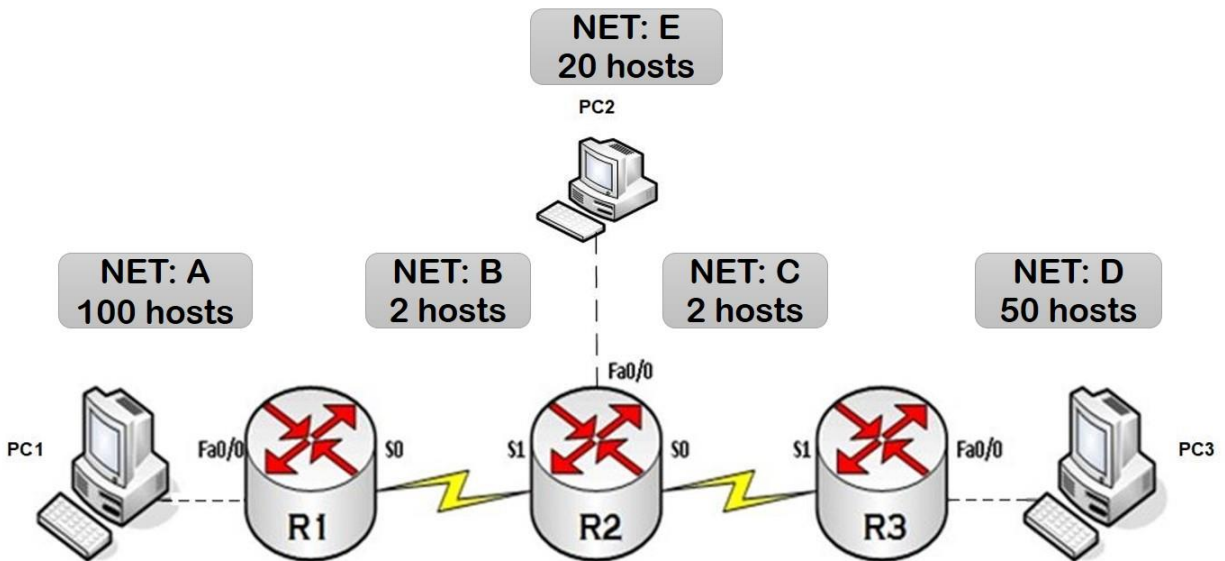 NET: E
20 hosts
PC2
NET: A
100 hosts
NET: B
2 hosts
NET: C
2 hosts
NET: D
50 hosts
Fa0/0
PC1
Fa0/0
S0
S1
S0
S1
Fa0/0
PC3
R1
R2
R3